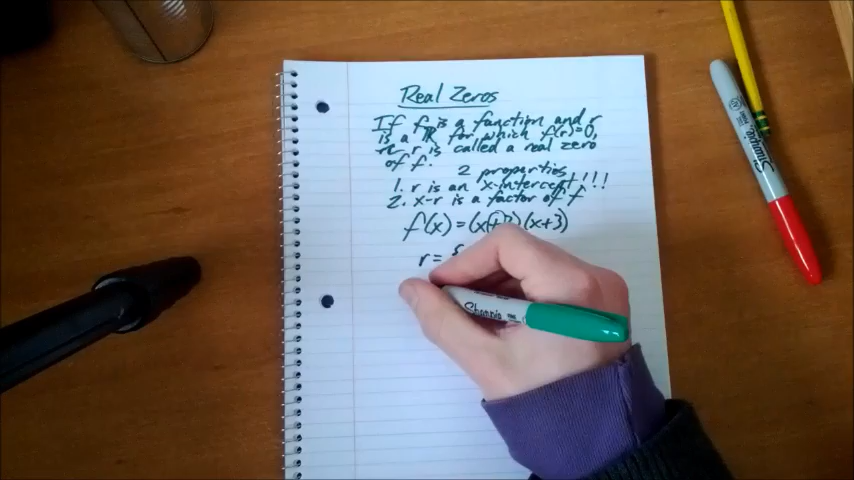 Real Zeros
If f is a function and r
is a ℝ for which f(r)=0,
r is called a real zero
of f.
2 properties
1. r is an x-intercept!!!
2. x-r is a factor of f
f(x) = (x+2)(x+3)
r = {
Sharpie
Sharpie